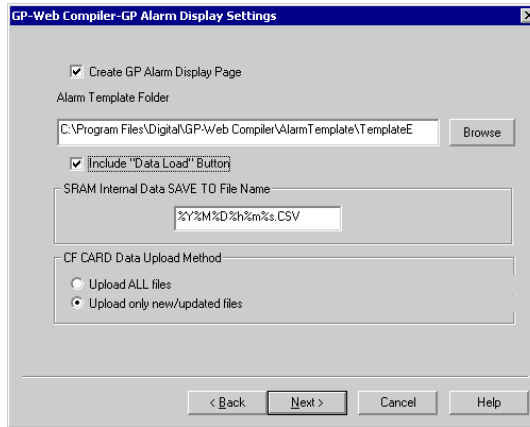 GP-Web Compiler-GP Alarm Display Settings
Create GP Alarm Display Page
Alarm Template Folder
C:\Program Files\Digital\GP-Web Compiler\AlarmTemplate\TemplateE
Browse
Include "Data Load" Button
SRAM Internal Data SAVE TO File Name
%Y%M%D%h%m%s.CSV
CF CARD Data Upload Method
Upload ALL files
Upload only new/updated files
< Back
Next >
Cancel
Help